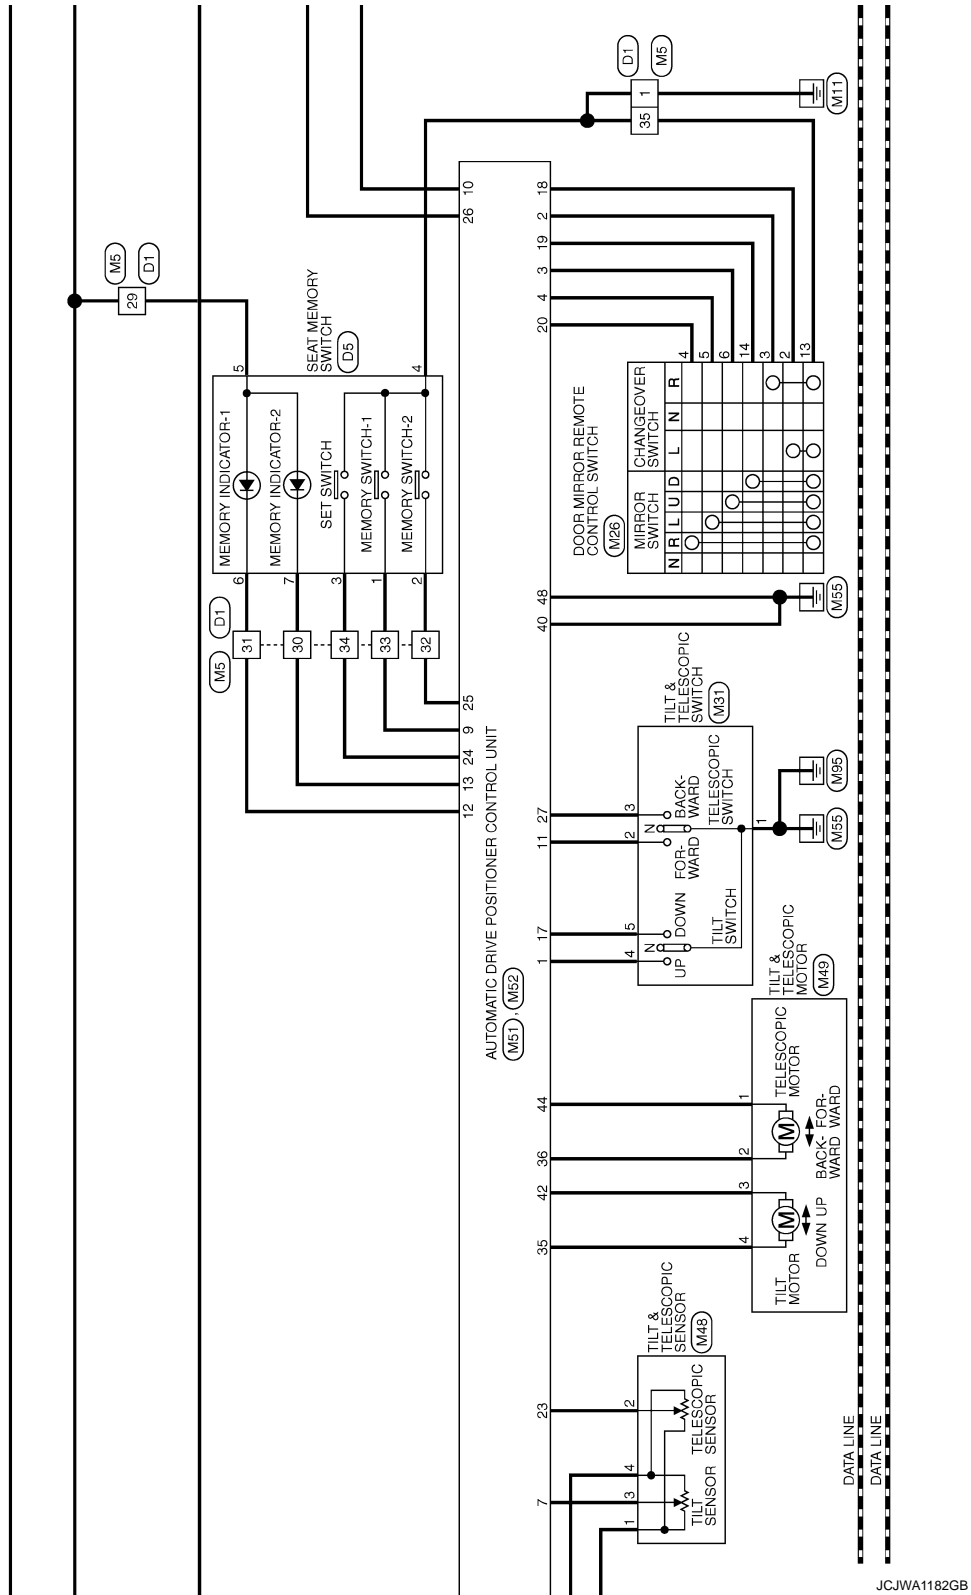 D1
M5
1
35
M11
10
26
18
2
19
3
4
20
M5
D1
29
SEAT MEMORY
SWITCH
D5
5
4
MEMORY INDICATOR-1
MEMORY INDICATOR-2
SET SWITCH
MEMORY SWITCH-1
MEMORY SWITCH-2
6
7
3
1
2
D1
M5
31
30
34
33
32
25
9
24
13
12
DOOR MIRROR REMOTE
CONTROL SWITCH
M26
4
5
6
14
3
2
13
MIRROR
SWITCH
CHANGEOVER
SWITCH
N R L U D L N R
48
40
M55
AUTOMATIC DRIVE POSITIONER CONTROL UNIT
M51 , M52
TILT &
TELESCOPIC
SWITCH
M31
27
11
17
1
3
2
5
4
N
BACK-
WARD
FOR-
WARD
TELESCOPIC
SWITCH
N
DOWN
UP
TILT
SWITCH
1
M95
M55
TILT &
TELESCOPIC
MOTOR
M49
44
36
42
35
1
2
3
4
M
TELESCOPIC
MOTOR
BACK- FOR-
WARD WARD
M
DOWN UP
TILT
MOTOR
TILT &
TELESCOPIC
SENSOR
M48
23
7
2
4
3
1
TELESCOPIC
SENSOR
TILT
SENSOR
DATA LINE
DATA LINE
JCJWA1182GB